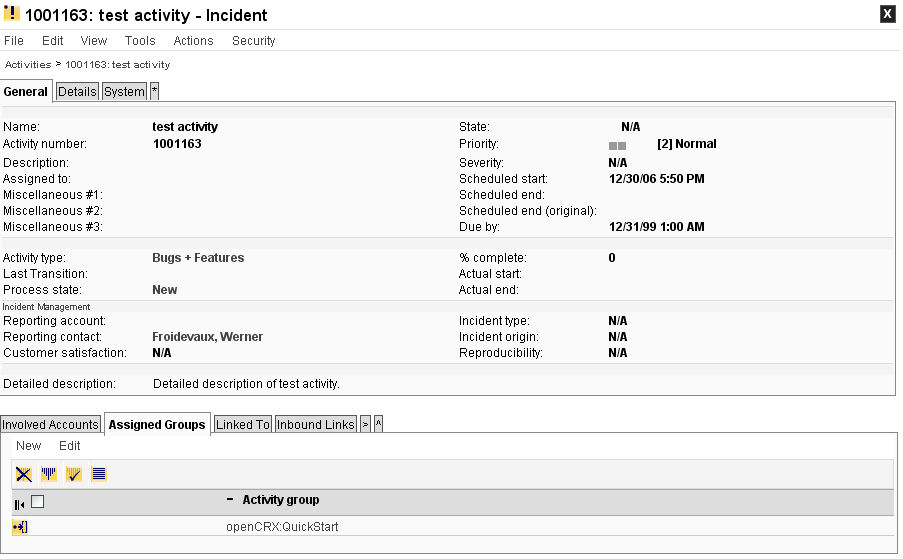 1001163: test activity - Incident X
File Edit View Tools Actions Security
Activities > 1001163: test activity
General Details System *
Name: test activity State: N/A
Activity number: 1001163 Priority: [2] Normal
Description: Severity: N/A
Assigned to: Scheduled start: 12/30/06 5:50 PM
Miscellaneous #1: Scheduled end:
Miscellaneous #2: Scheduled end (original):
Miscellaneous #3: Due by: 12/31/99 1:00 AM
Activity type: Bugs + Features % complete: 0
Last Transition: Actual start:
Process state: New Actual end:
Incident Management
Reporting account: Incident type: N/A
Reporting contact: Froidevaux, Werner Incident origin: N/A
Customer satisfaction: N/A Reproducibility: N/A
Detailed description: Detailed description of test activity.
Involved Accounts Assigned Groups Linked To Inbound Links > ^
New Edit
– Activity group
openCRX:QuickStart